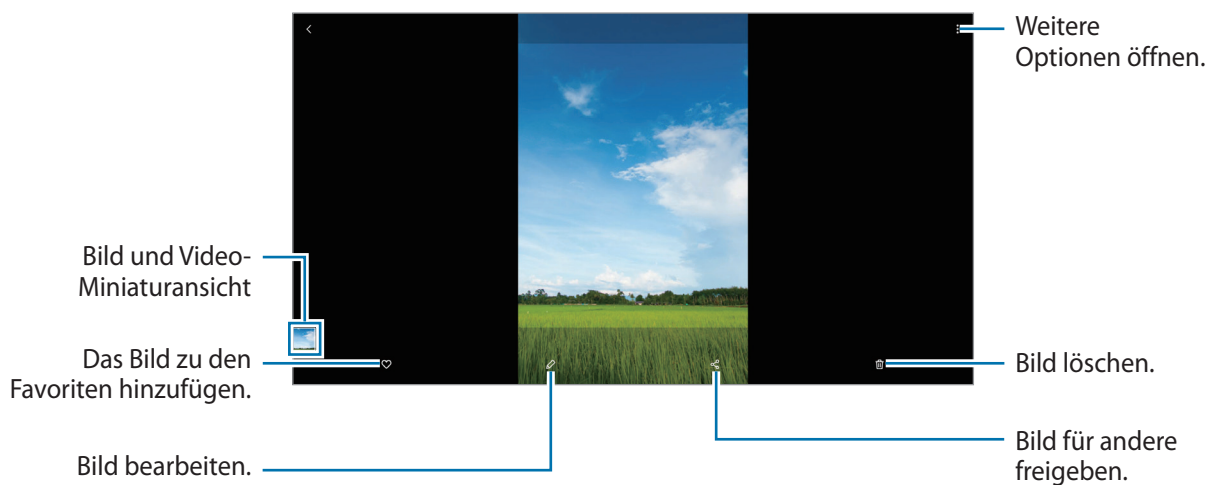 Weitere
Optionen öffnen.
Bild und Video-
Miniaturansicht
Das Bild zu den
Favoriten hinzufügen.
Bild löschen.
Bild bearbeiten.
Bild für andere
freigeben.